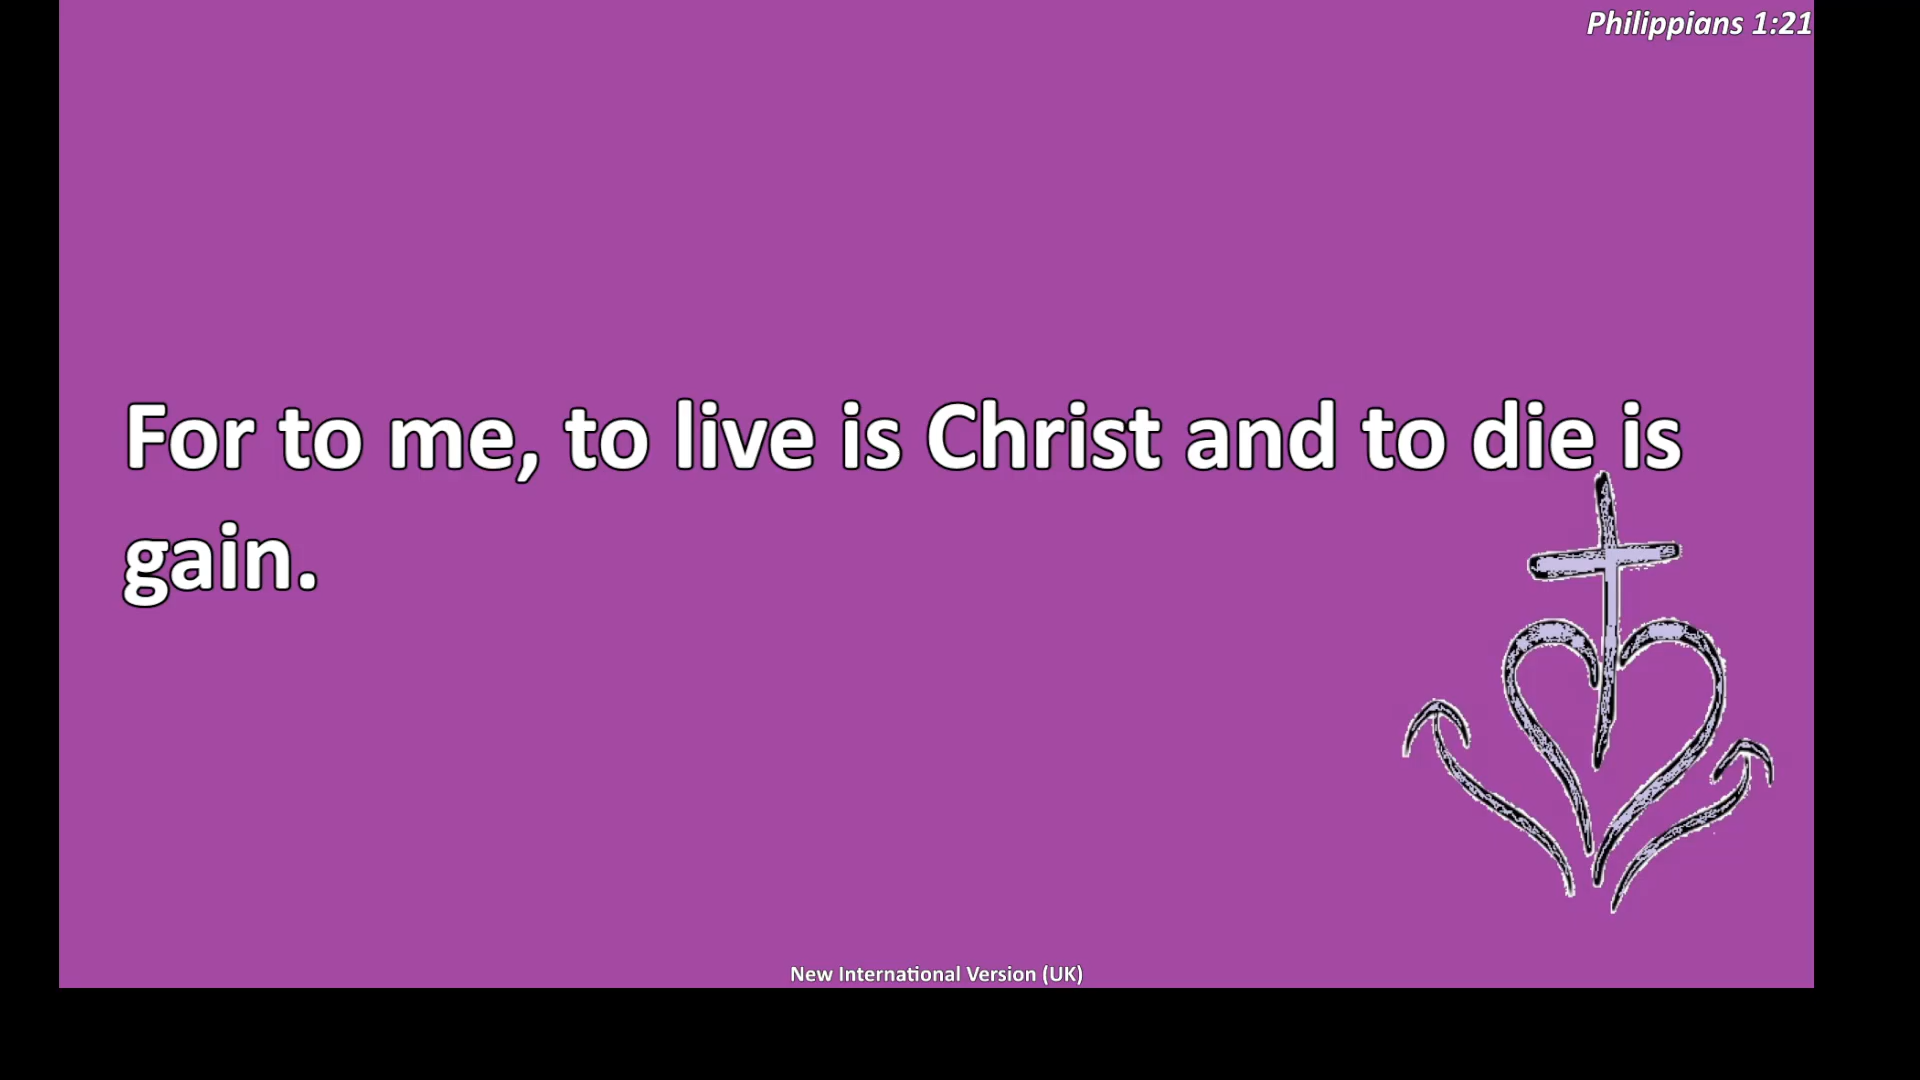 Philippians 1:21
For to me, to live is Christ and to die is
gain.
New International Version (UK)